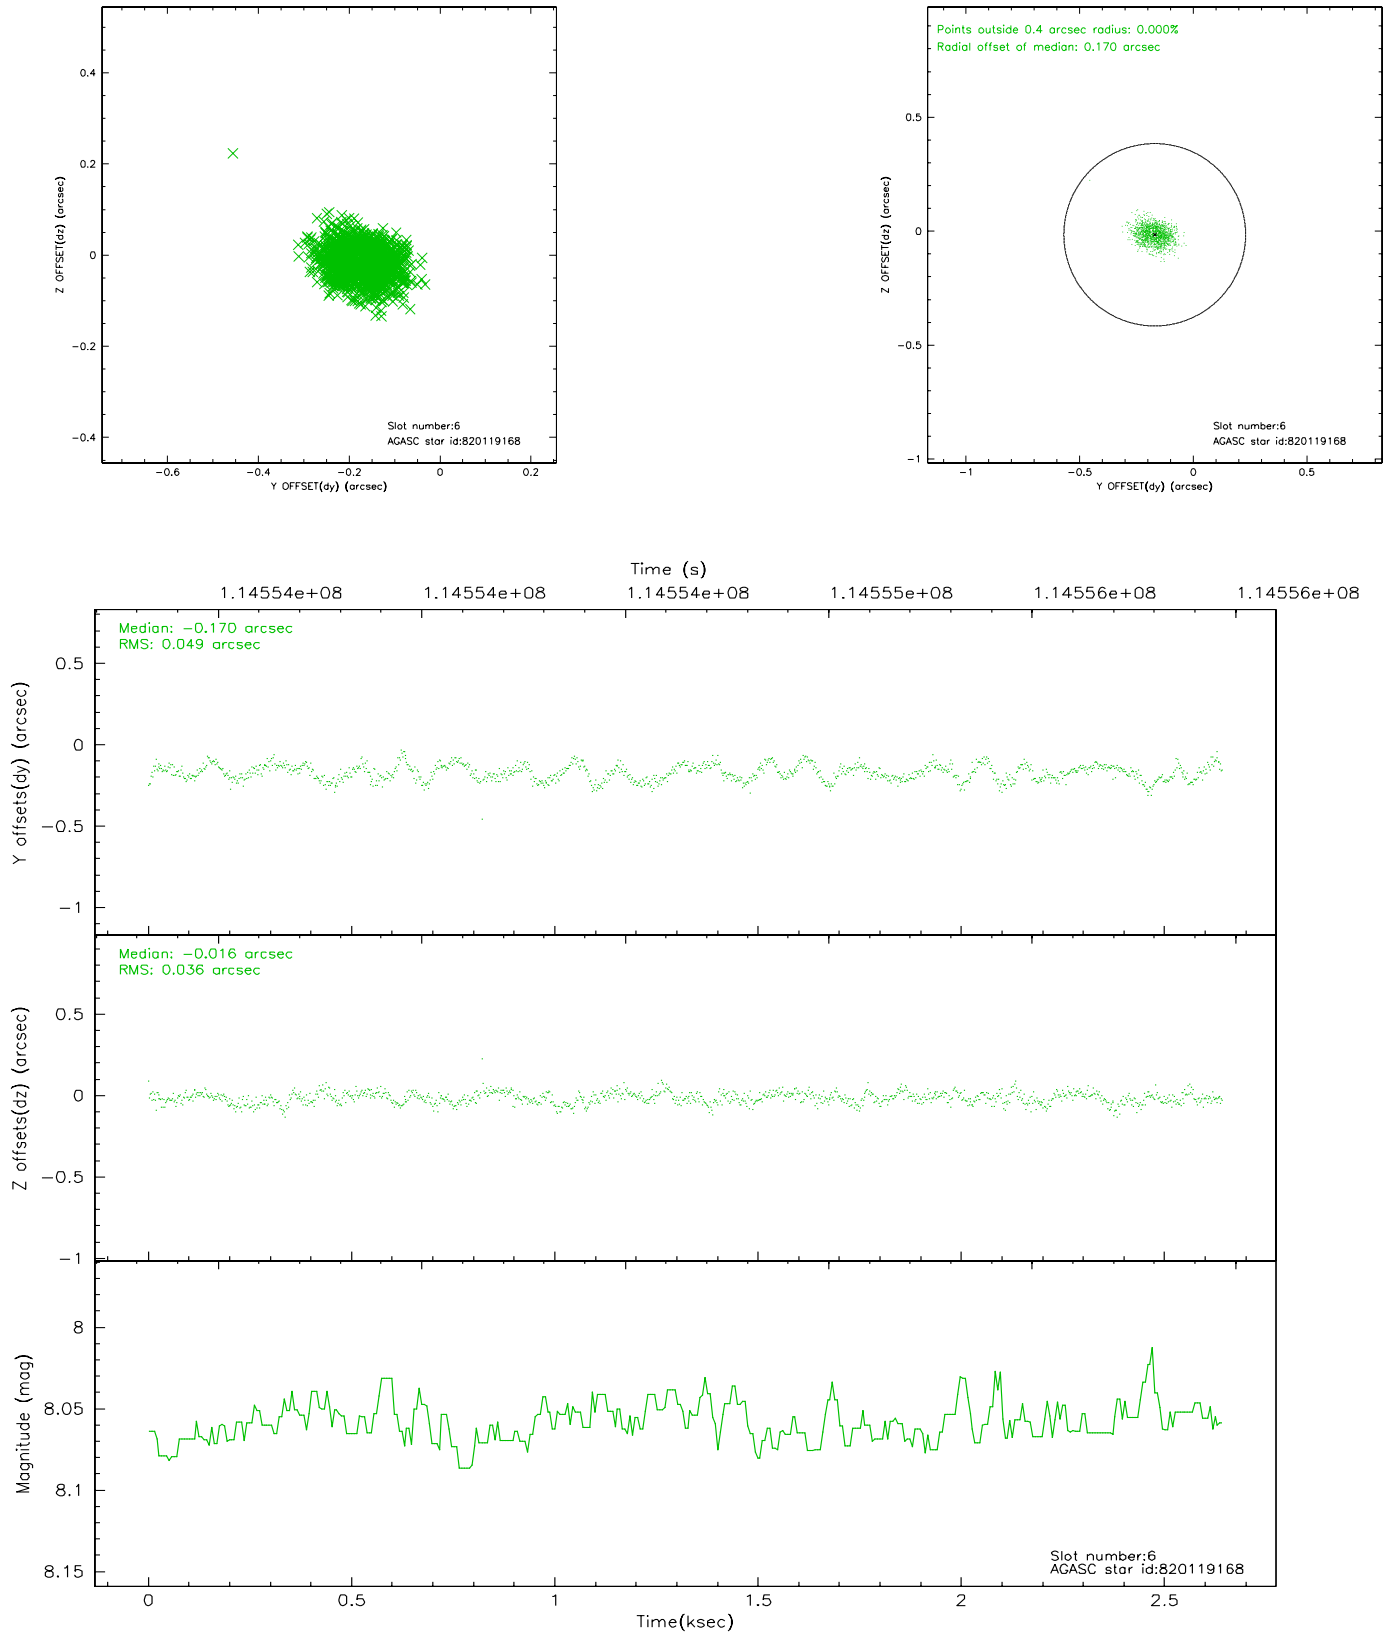 0.4
0.2
0
-0.2
-0.4
Z OFFSET(dz) (arcsec)
-0.6
-0.4
-0.2
0
0.2
Y OFFSET(dy) (arcsec)
Slot number:6
AGASC star id:820119168
Points outside 0.4 arcsec radius: 0.000%
Radial offset of median: 0.170 arcsec
0.5
0
-0.5
-1
Z OFFSET(dz) (arcsec)
-1
-0.5
0
0.5
Y OFFSET(dy) (arcsec)
Slot number:6
AGASC star id:820119168
Time (s)
1.14554e+08
1.14554e+08
1.14554e+08
1.14555e+08
1.14556e+08
1.14556e+08
Median: -0.170 arcsec
RMS: 0.049 arcsec
0.5
0
-0.5
-1
Y offsets(dy) (arcsec)
Median: -0.016 arcsec
RMS: 0.036 arcsec
0.5
0
-0.5
-1
Z offsets(dz) (arcsec)
8
8.05
8.1
8.15
Magnitude (mag)
Slot number:6
AGASC star id:820119168
0
0.5
1
1.5
2
2.5
Time(ksec)